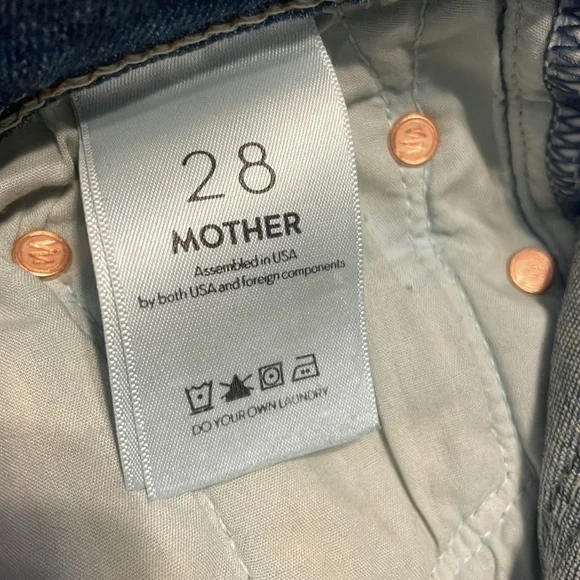 28
MOTHER
Assembled in USA
by both USA and foreign components
DO YOUR OWN LAUNDRY
M
M